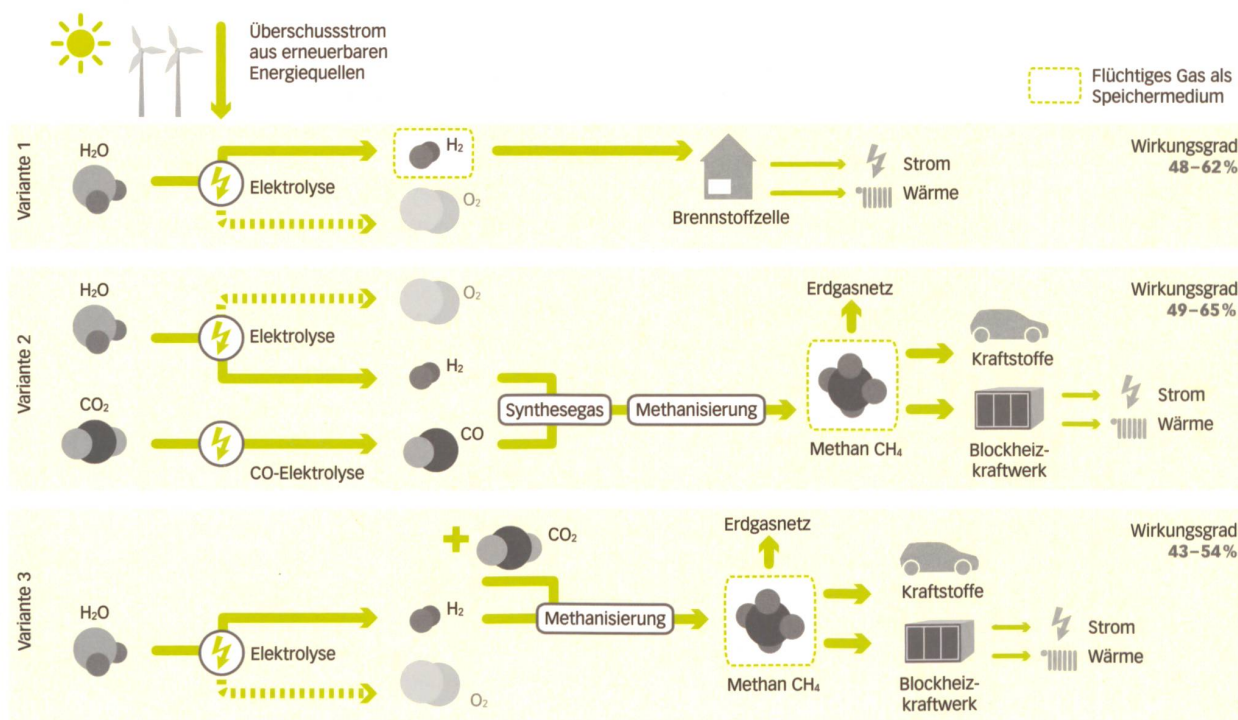 Überschussstrom
aus erneuerbaren
Energiequellen
Flüchtiges Gas als
Speichermedium
Variante 1
H₂O
Elektrolyse
H₂
O₂
Brennstoffzelle
Strom
Wärme
Wirkungsgrad
48–62%
Variante 2
H₂O
Elektrolyse
O₂
H₂
CO₂
CO-Elektrolyse
CO
Synthesegas
Methanisierung
Erdgasnetz
Methan CH₄
Kraftstoffe
Blockheiz-
kraftwerk
Strom
Wärme
Wirkungsgrad
49–65%
Variante 3
H₂O
Elektrolyse
CO₂
H₂
O₂
Methanisierung
Erdgasnetz
Methan CH₄
Kraftstoffe
Blockheiz-
kraftwerk
Strom
Wärme
Wirkungsgrad
43–54%